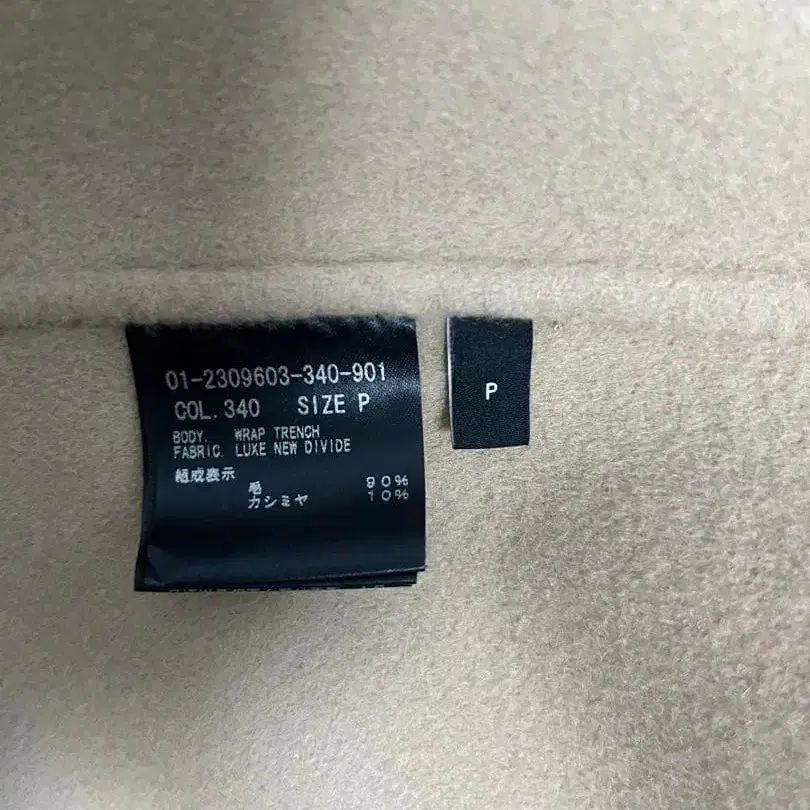 01-2309603-340-901
COL. 340 SIZE P
BODY. WRAP TRENCH
FABRIC. LUXE NEW DIVIDE
組成表示
毛 90%
カシミヤ 10%
P